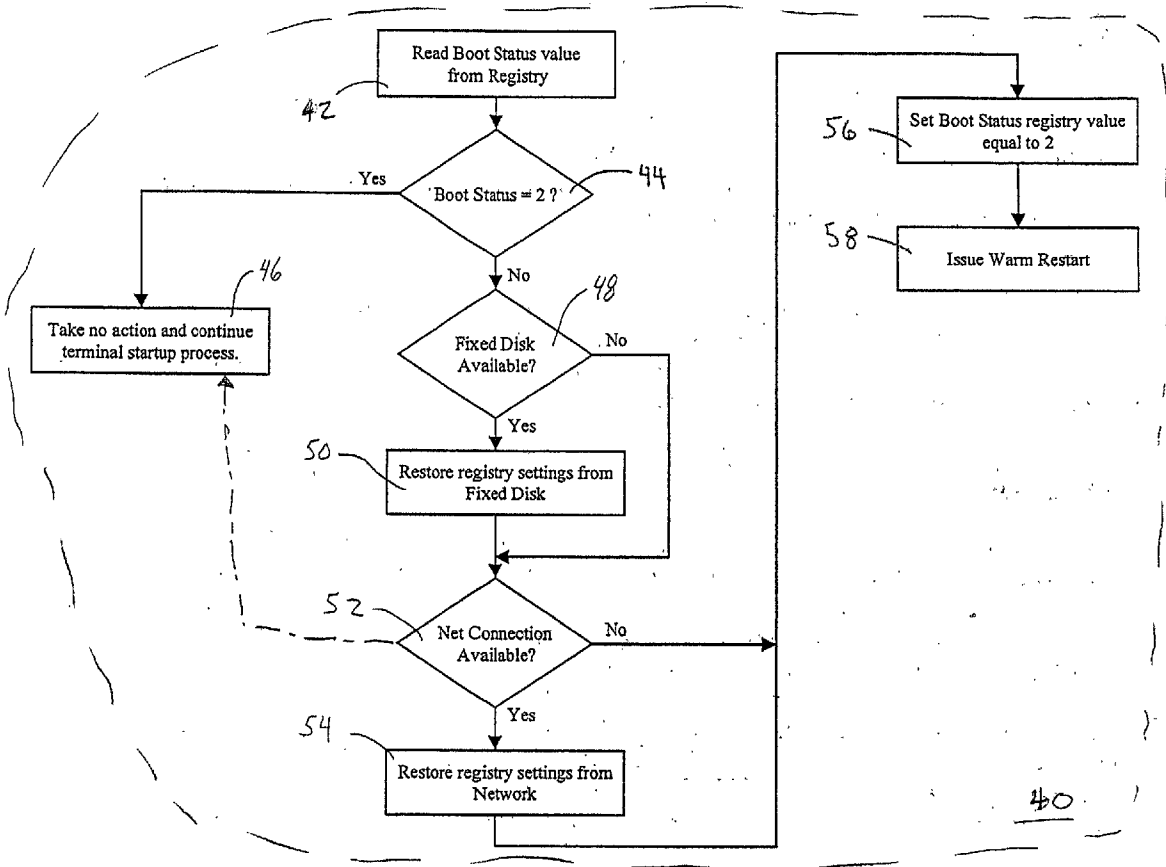 Read Boot Status value
from Registry
42
Boot Status = 2 ?
44
Yes
No
46
Take no action and continue
terminal startup process.
48
Fixed Disk
Available?
No
Yes
50
Restore registry settings from
Fixed Disk
52
Net Connection
Available?
No
Yes
54
Restore registry settings from
Network
56
Set Boot Status registry value
equal to 2
58
Issue Warm Restart
40